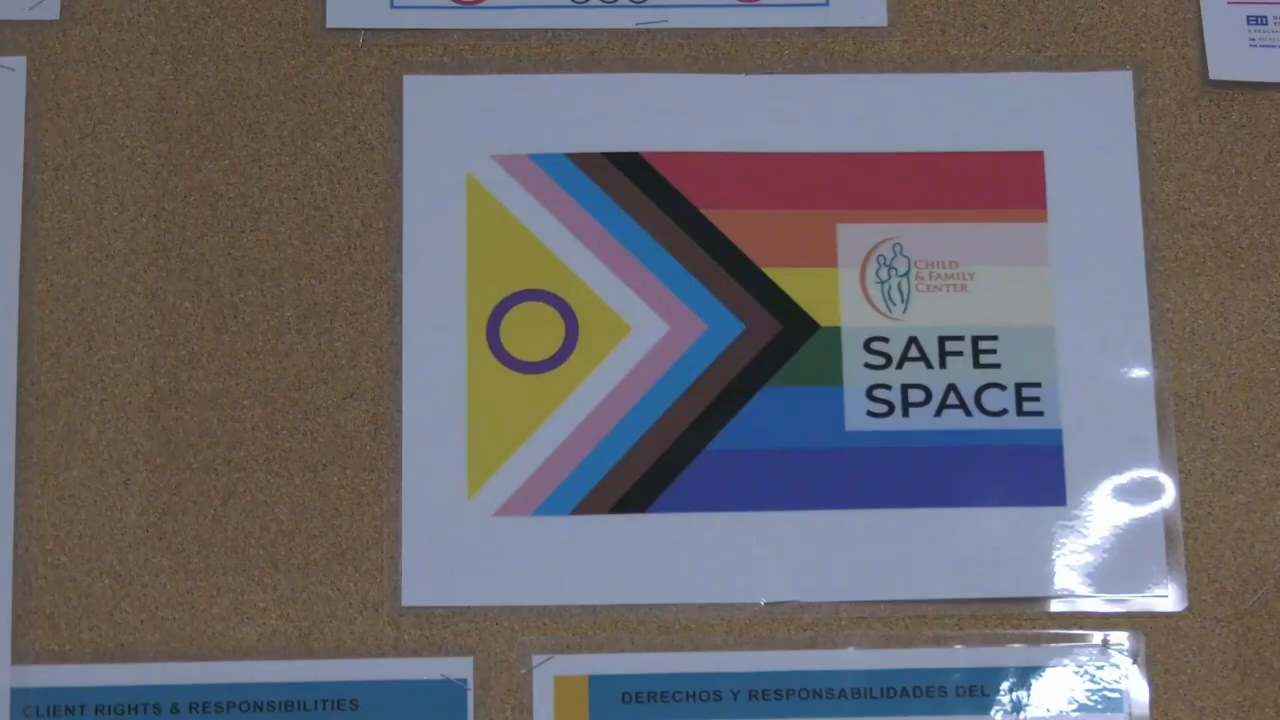 CHILD
& FAMILY
CENTER
SAFE
SPACE
CLIENT RIGHTS & RESPONSIBILITIES
DERECHOS Y RESPONSABILIDADES DEL